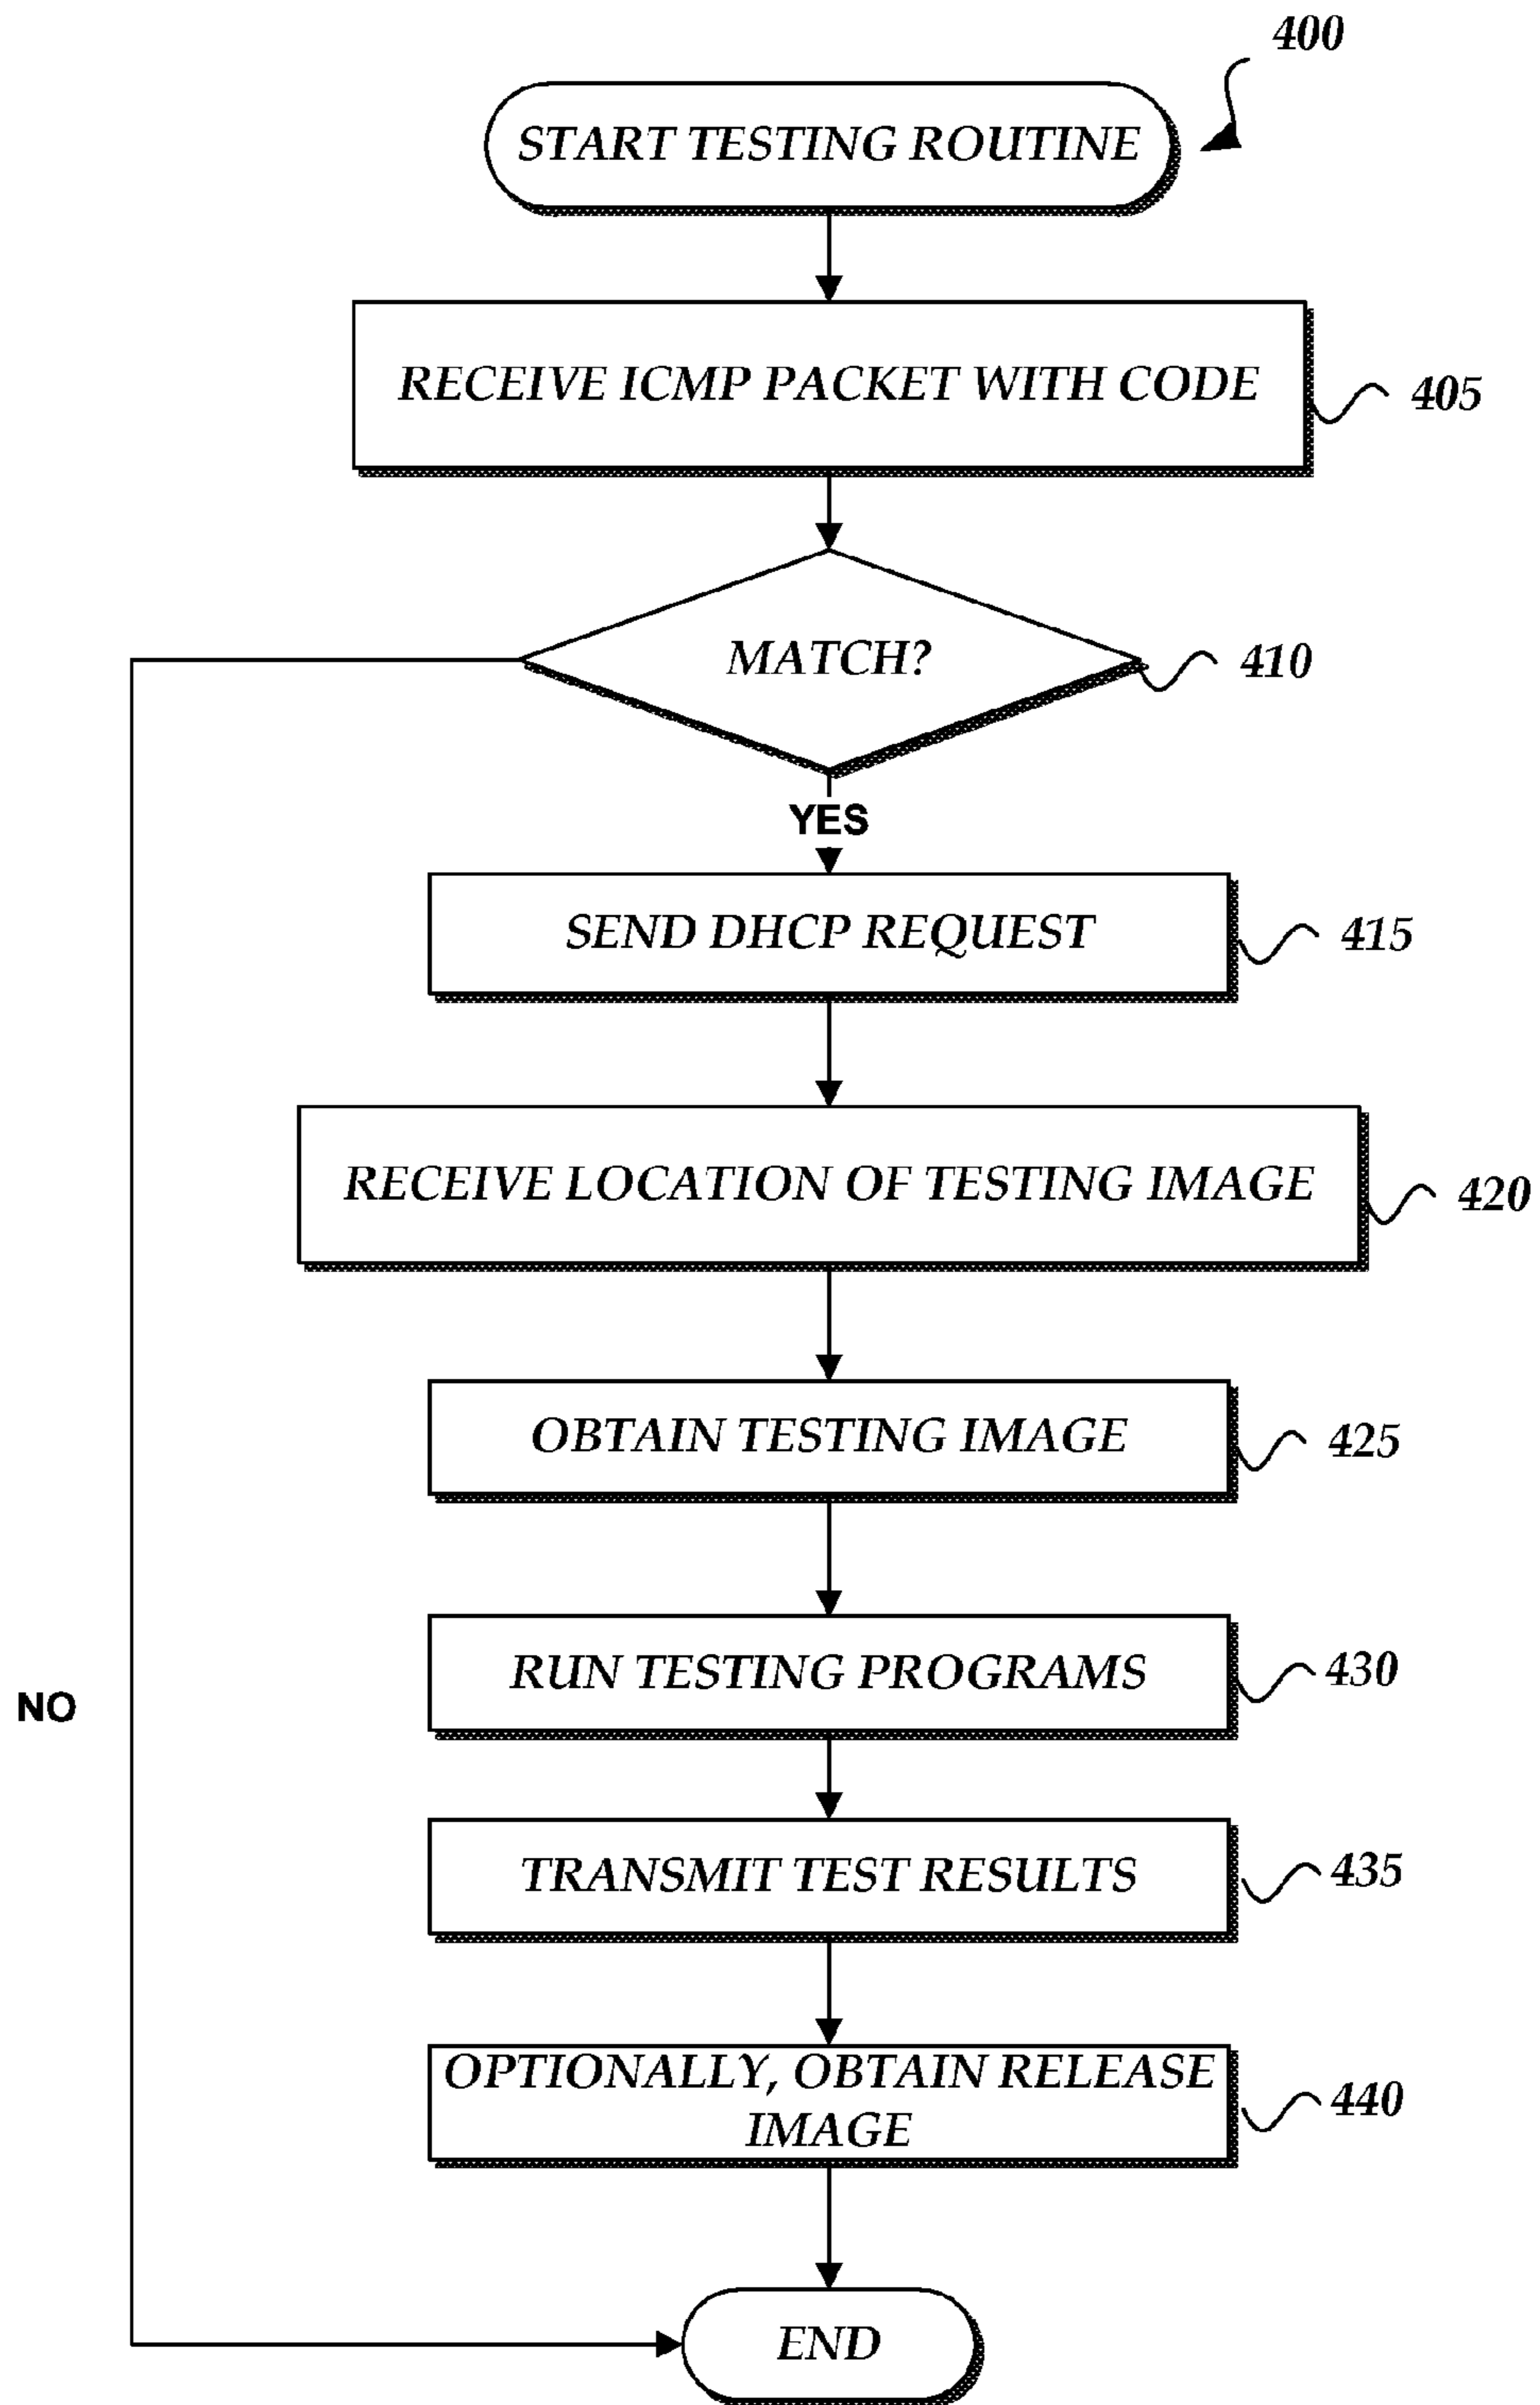 400
START TESTING ROUTINE
RECEIVE ICMP PACKET WITH CODE
405
MATCH?
410
YES
SEND DHCP REQUEST
415
RECEIVE LOCATION OF TESTING IMAGE
420
OBTAIN TESTING IMAGE
425
RUN TESTING PROGRAMS
430
NO
TRANSMIT TEST RESULTS
435
OPTIONALLY, OBTAIN RELEASE
IMAGE
440
END